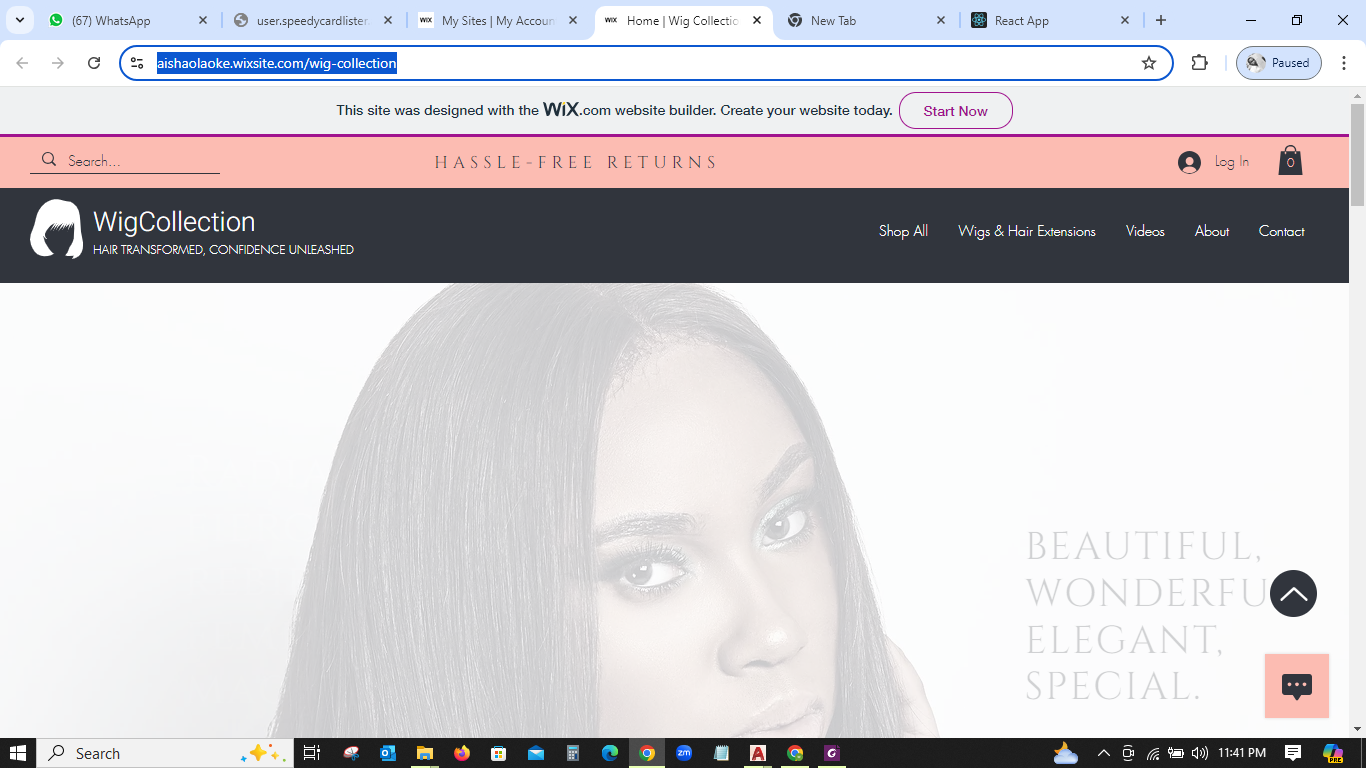 (67) WhatsApp
user.speedycardlister.
My Sites | My Accoun
Home | Wig Collectio
New Tab
React App
aishaolaoke.wixsite.com/wig-collection
Paused
This site was designed with the WiX.com website builder. Create your website today.
Start Now
Search...
HASSLE-FREE RETURNS
Log In
0
WigCollection
HAIR TRANSFORMED, CONFIDENCE UNLEASHED
Shop All
Wigs & Hair Extensions
Videos
About
Contact
BEAUTIFUL,
WONDERFU
ELEGANT,
SPECIAL.
Search
11:41 PM